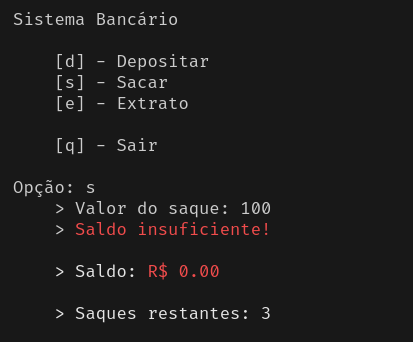 Sistema Bancário
[d] - Depositar
[s] - Sacar
[e] - Extrato
[q] - Sair
Opção: s
> Valor do saque: 100
> Saldo insuficiente!
> Saldo: R$ 0.00
> Saques restantes: 3